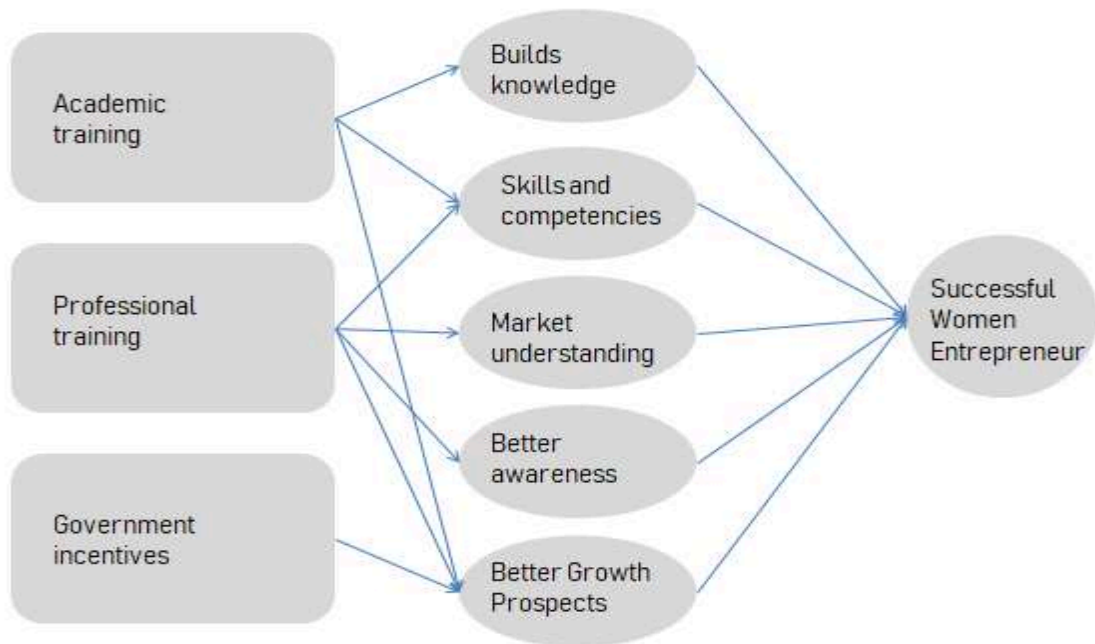 Academic
training
Professional
training
Government
incentives
Builds
knowledge
Skills and
competencies
Market
understanding
Better
awareness
Better Growth
Prospects
Successful
Women
Entrepreneur